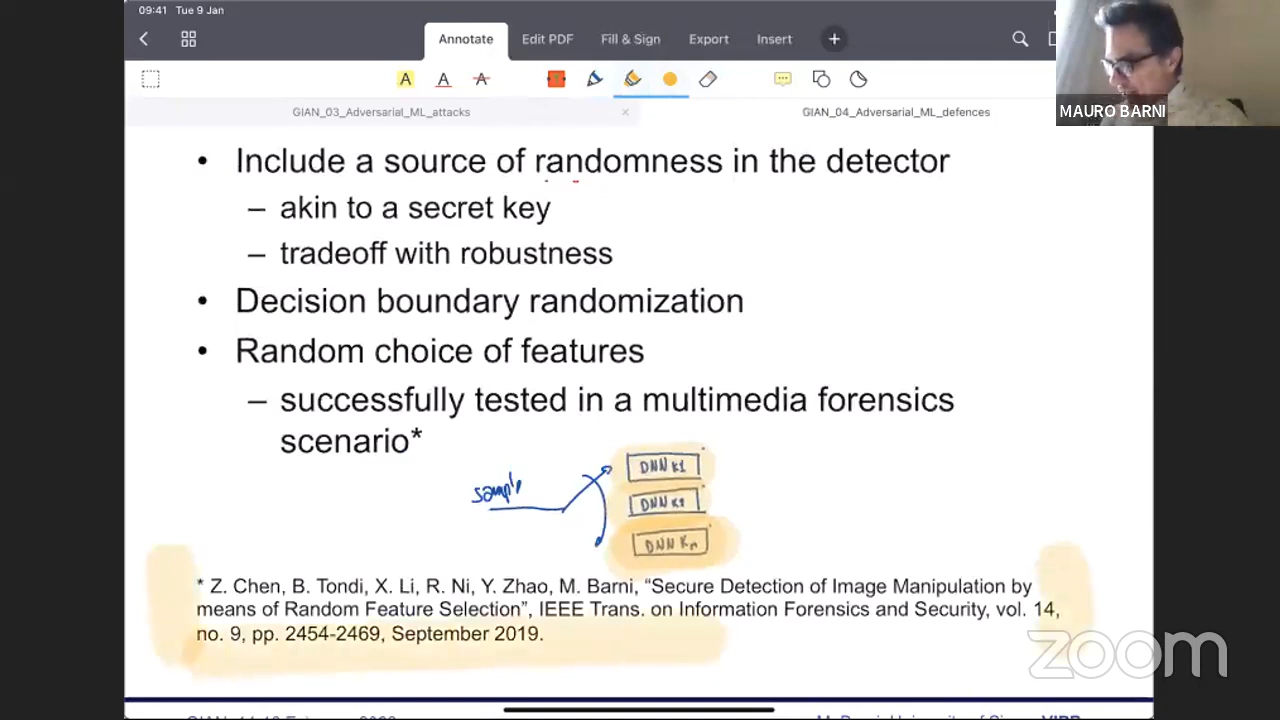 09:41 Tue 9 Jan
Annotate Edit PDF Fill & Sign Export Insert
A A A
GIAN_03_Adversarial_ML_attacks GIAN_04_Adversarial_ML_defences
MAURO BARNI
• Include a source of randomness in the detector
– akin to a secret key
– tradeoff with robustness
• Decision boundary randomization
• Random choice of features
– successfully tested in a multimedia forensics
scenario*
sample
DNN K1
DNN K2
DNN Kn
* Z. Chen, B. Tondi, X. Li, R. Ni, Y. Zhao, M. Barni, “Secure Detection of Image Manipulation by
means of Random Feature Selection”, IEEE Trans. on Information Forensics and Security, vol. 14,
no. 9, pp. 2454-2469, September 2019.
zoom